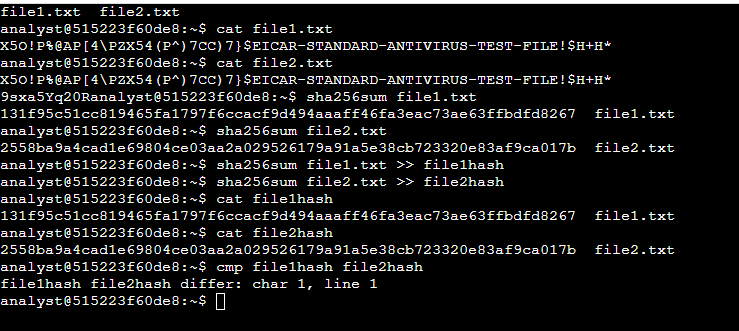 file1.txt  file2.txt
analyst@515223f60de8:~$ cat file1.txt
X5O!P%@AP[4\PZX54(P^)7CC)7}$EICAR-STANDARD-ANTIVIRUS-TEST-FILE!$H+H*
analyst@515223f60de8:~$ cat file2.txt
X5O!P%@AP[4\PZX54(P^)7CC)7}$EICAR-STANDARD-ANTIVIRUS-TEST-FILE!$H+H*
9sxa5Yq20Ranalyst@515223f60de8:~$ sha256sum file1.txt
131f95c51cc819465fa1797f6ccacf9d494aaaff46fa3eac73ae63ffbdfd8267  file1.txt
analyst@515223f60de8:~$ sha256sum file2.txt
2558ba9a4cad1e69804ce03aa2a029526179a91a5e38cb723320e83af9ca017b  file2.txt
analyst@515223f60de8:~$ sha256sum file1.txt >> file1hash
analyst@515223f60de8:~$ sha256sum file2.txt >> file2hash
analyst@515223f60de8:~$ cat file1hash
131f95c51cc819465fa1797f6ccacf9d494aaaff46fa3eac73ae63ffbdfd8267  file1.txt
analyst@515223f60de8:~$ cat file2hash
2558ba9a4cad1e69804ce03aa2a029526179a91a5e38cb723320e83af9ca017b  file2.txt
analyst@515223f60de8:~$ cmp file1hash file2hash
file1hash file2hash differ: char 1, line 1
analyst@515223f60de8:~$